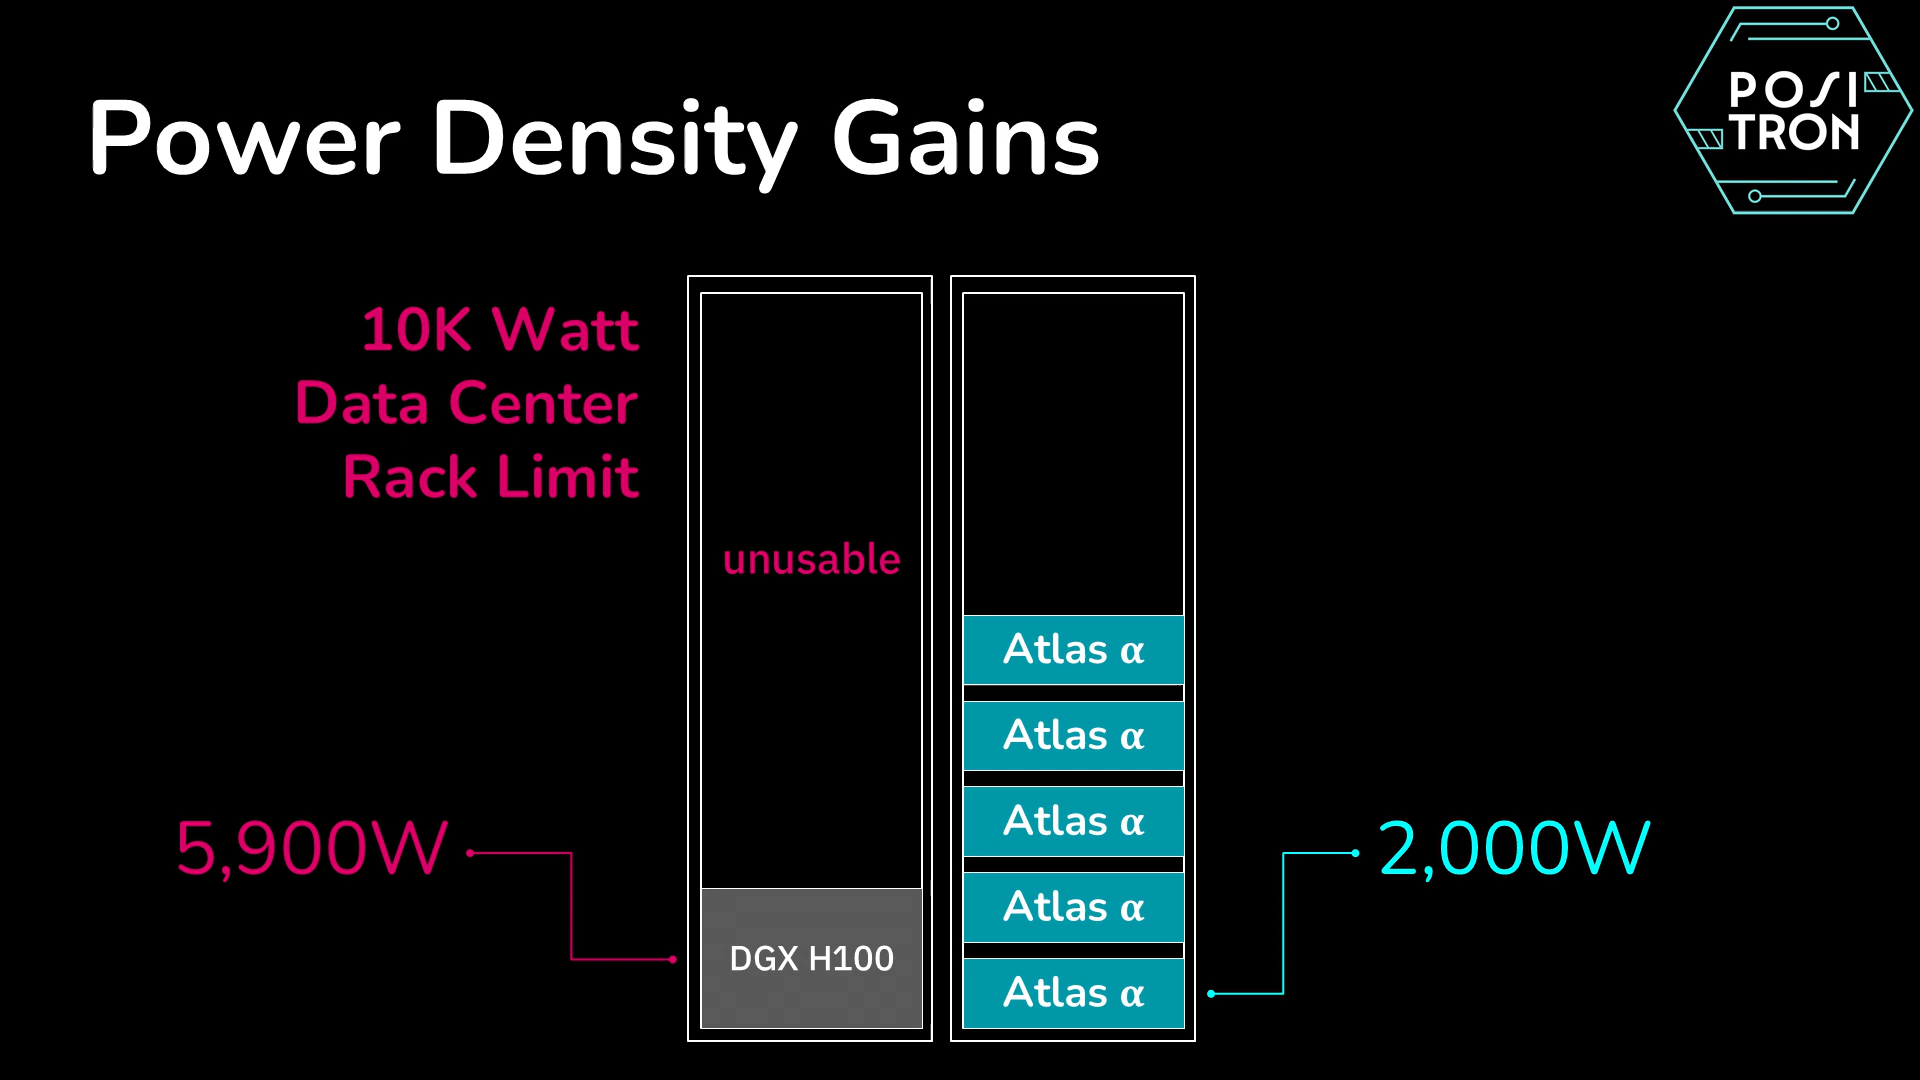 Power Density Gains
POSI
TRON
10K Watt
Data Center
Rack Limit
unusable
5,900W
DGX H100
Atlas α
Atlas α
Atlas α
Atlas α
Atlas α
2,000W